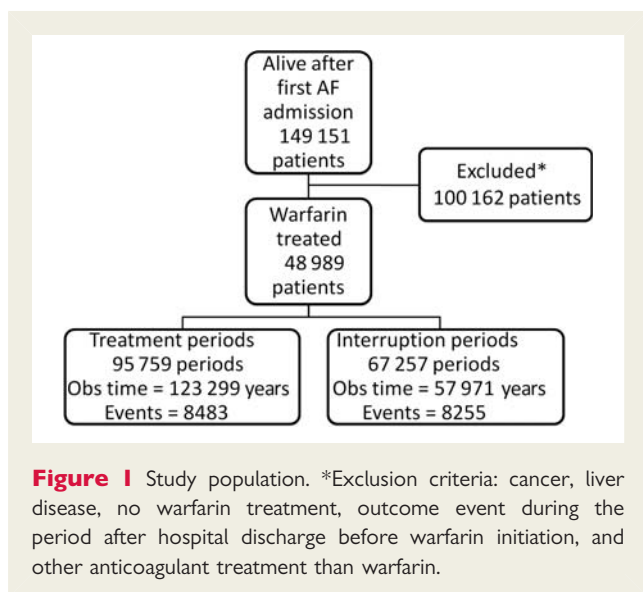 Alive after
first AF
admission
149 151
patients
Excluded*
100 162 patients
Warfarin
treated
48 989
patients
Treatment periods
95 759 periods
Obs time = 123 299 years
Events = 8483
Interruption periods
67 257 periods
Obs time = 57 971 years
Events = 8255
Figure 1 Study population. *Exclusion criteria: cancer, liver
disease, no warfarin treatment, outcome event during the
period after hospital discharge before warfarin initiation, and
other anticoagulant treatment than warfarin.